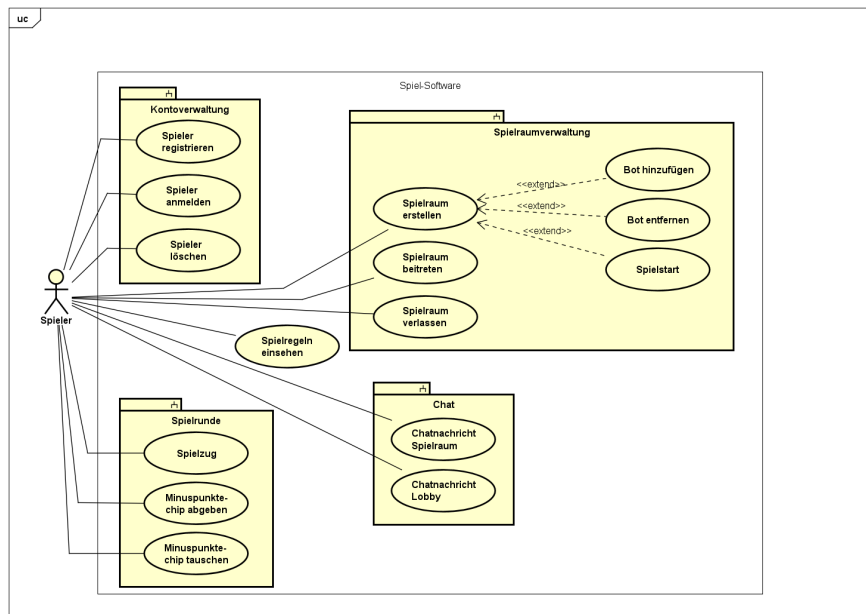 uc
Spiel-Software
Kontoverwaltung
Spieler
registrieren
Spieler
anmelden
Spieler
löschen
Spielraumverwaltung
Spielraum
erstellen
Spielraum
beitreten
Spielraum
verlassen
<<extend>>
<<extend>>
<<extend>>
Bot hinzufügen
Bot entfernen
Spielstart
Spieler
Spielregeln
einsehen
Spielrunde
Spielzug
Minuspunkte-
chip abgeben
Minuspunkte-
chip tauschen
Chat
Chatnachricht
Spielraum
Chatnachricht
Lobby